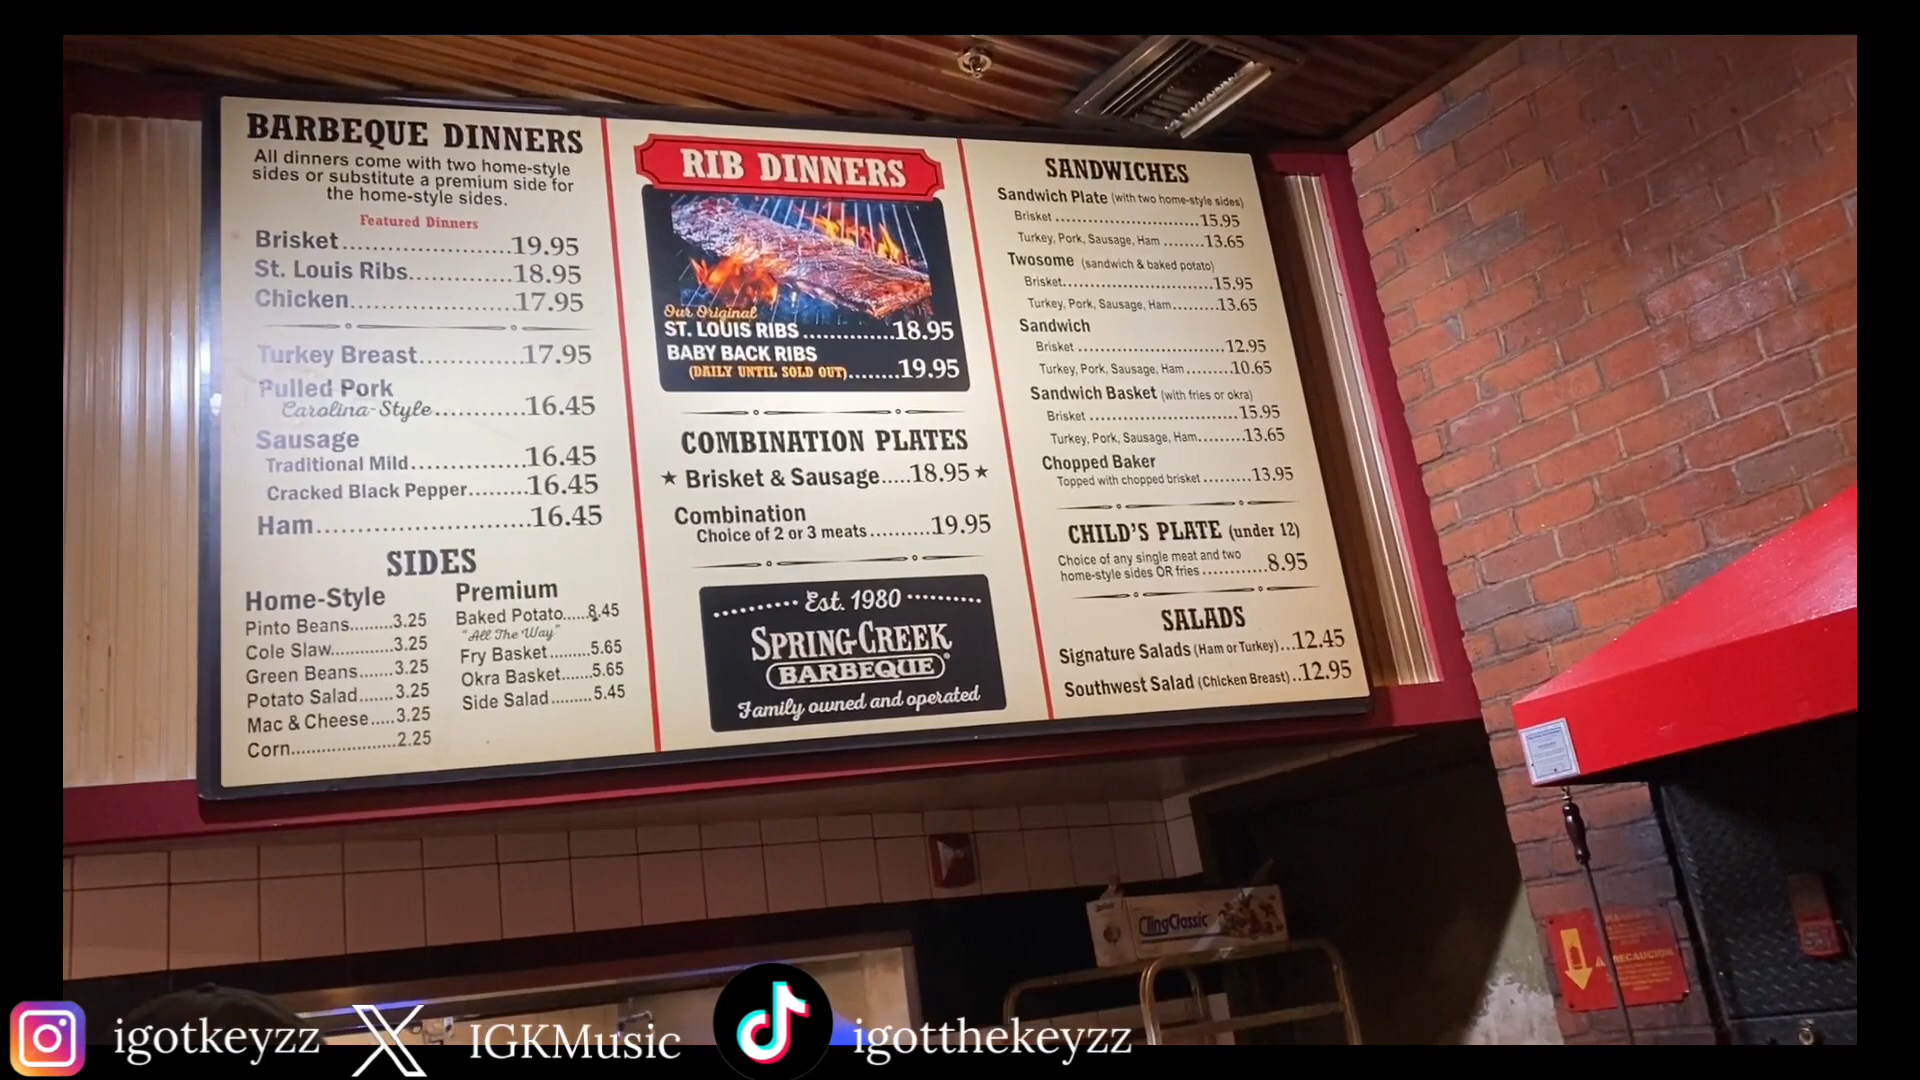 BARBEQUE DINNERS
All dinners come with two home-style
sides or substitute a premium side for
the home-style sides.
Featured Dinners
Brisket....................19.95
St. Louis Ribs............18.95
Chicken...................17.95
Turkey Breast............17.95
Pulled Pork
Carolina-Style...........16.45
Sausage
Traditional Mild.............16.45
Cracked Black Pepper........16.45
Ham.........................16.45
SIDES
Home-Style
Pinto Beans........3.25
Cole Slaw............3.25
Green Beans.......3.25
Potato Salad.......3.25
Mac & Cheese.....3.25
Corn.....................2.25
Premium
Baked Potato......8.45
"All The Way"
Fry Basket.........5.65
Okra Basket......5.65
Side Salad.........5.45
RIB DINNERS
Our Original
ST. LOUIS RIBS.............18.95
BABY BACK RIBS
(DAILY UNTIL SOLD OUT)........19.95
COMBINATION PLATES
★ Brisket & Sausage.....18.95 ★
Combination
Choice of 2 or 3 meats..........19.95
Est. 1980
SPRING CREEK
BARBEQUE
Family owned and operated
SANDWICHES
Sandwich Plate (with two home-style sides)
Brisket..........................15.95
Turkey, Pork, Sausage, Ham........13.65
Twosome (sandwich & baked potato)
Brisket...........................15.95
Turkey, Pork, Sausage, Ham.........13.65
Sandwich
Brisket...........................12.95
Turkey, Pork, Sausage, Ham.........10.65
Sandwich Basket (with fries or okra)
Brisket...........................15.95
Turkey, Pork, Sausage, Ham.........13.65
Chopped Baker
Topped with chopped brisket.........13.95
CHILD'S PLATE (under 12)
Choice of any single meat and two
home-style sides OR fries............8.95
SALADS
Signature Salads (Ham or Turkey)...12.45
Southwest Salad (Chicken Breast)..12.95
ClingClassic
PRECAUCION
igotkeyzz
IGKMusic
igotthekeyzz